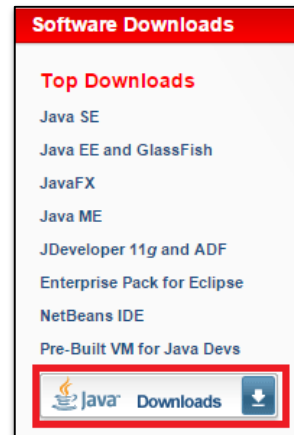 Software Downloads
Top Downloads
Java SE
Java EE and GlassFish
JavaFX
Java ME
JDeveloper 11g and ADF
Enterprise Pack for Eclipse
NetBeans IDE
Pre-Built VM for Java Devs
Java™ Downloads